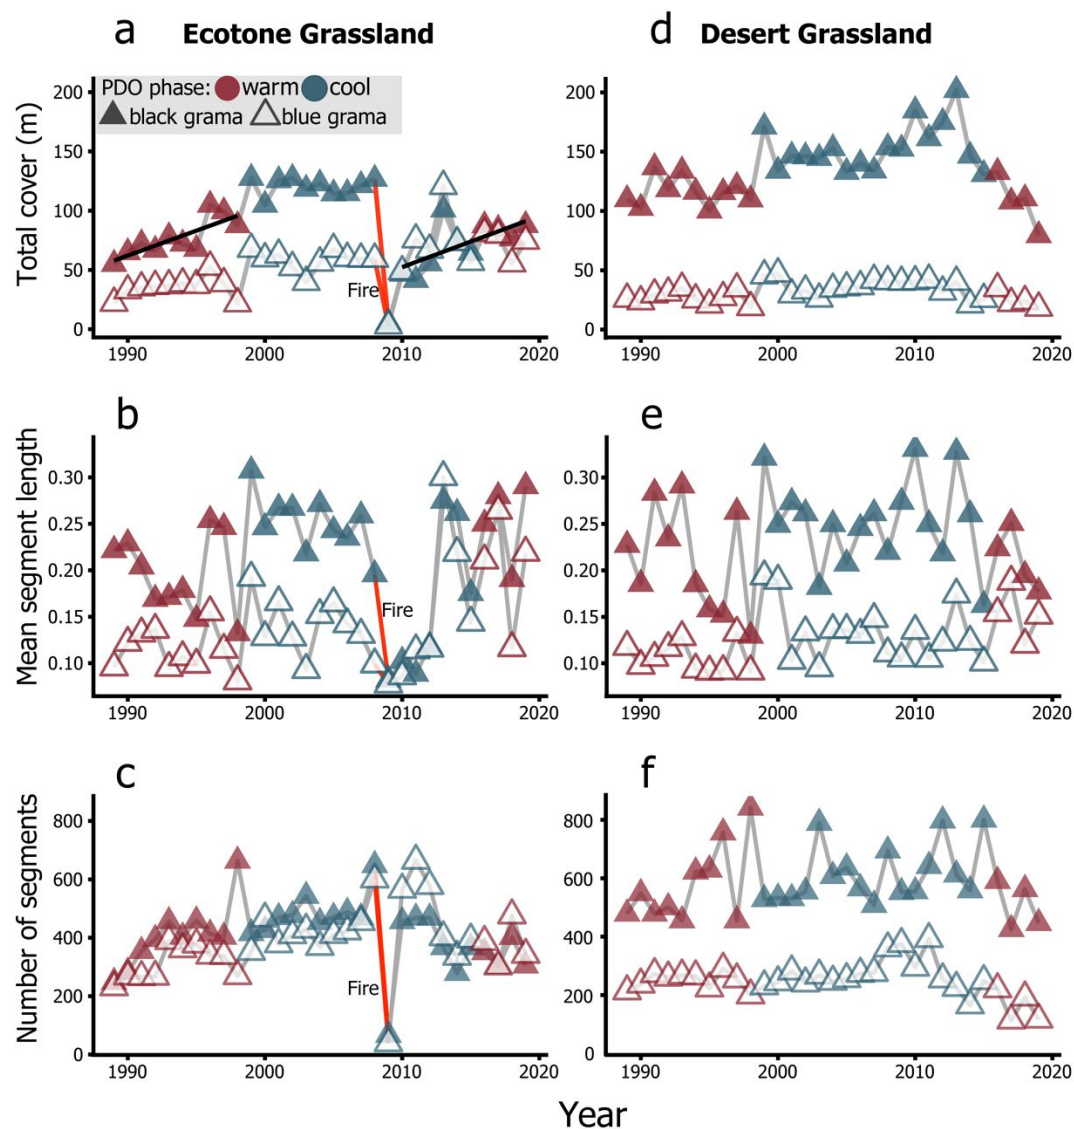 a Ecotone Grassland
d Desert Grassland
PDO phase: warm cool
black grama blue grama
Total cover (m)
200
150
100
50
0
Fire
1990 2000 2010 2020
200
150
100
50
0
1990 2000 2010 2020
b
Mean segment length
0.30
0.25
0.20
0.15
0.10
Fire
1990 2000 2010 2020
e
0.30
0.25
0.20
0.15
0.10
1990 2000 2010 2020
c
Number of segments
800
600
400
200
0
Fire
1990 2000 2010 2020
f
800
600
400
200
0
1990 2000 2010 2020
Year